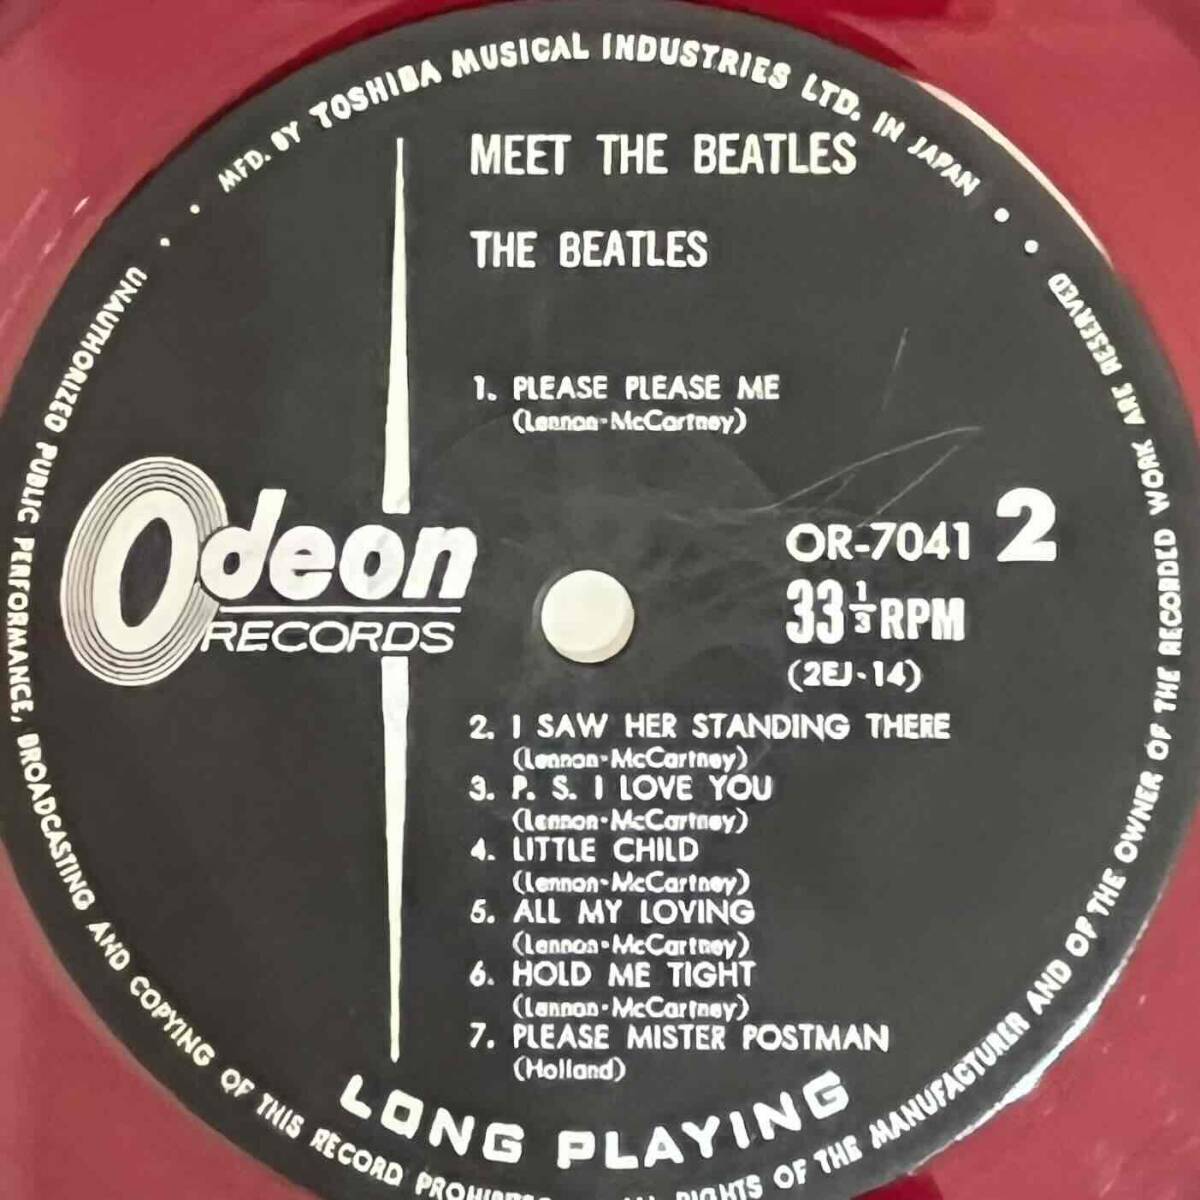 MFD. BY TOSHIBA MUSICAL INDUSTRIES LTD. IN JAPAN
MEET THE BEATLES
THE BEATLES
1. PLEASE PLEASE ME
(Lennon-McCartney)
Odeon
RECORDS
OR-7041 2
33 1/3 RPM
(2EJ-14)
2. I SAW HER STANDING THERE
(Lennon-McCartney)
3. P. S. I LOVE YOU
(Lennon-McCartney)
4. LITTLE CHILD
(Lennon-McCartney)
5. ALL MY LOVING
(Lennon-McCartney)
6. HOLD ME TIGHT
(Lennon-McCartney)
7. PLEASE MISTER POSTMAN
(Holland)
LONG PLAYING
UNAUTHORIZED PUBLIC PERFORMANCE, BROADCASTING AND COPYING OF THIS RECORD
RIGHTS OF THE MANUFACTURER AND OF THE OWNER OF THE RECORDED WORK ARE RESERVED